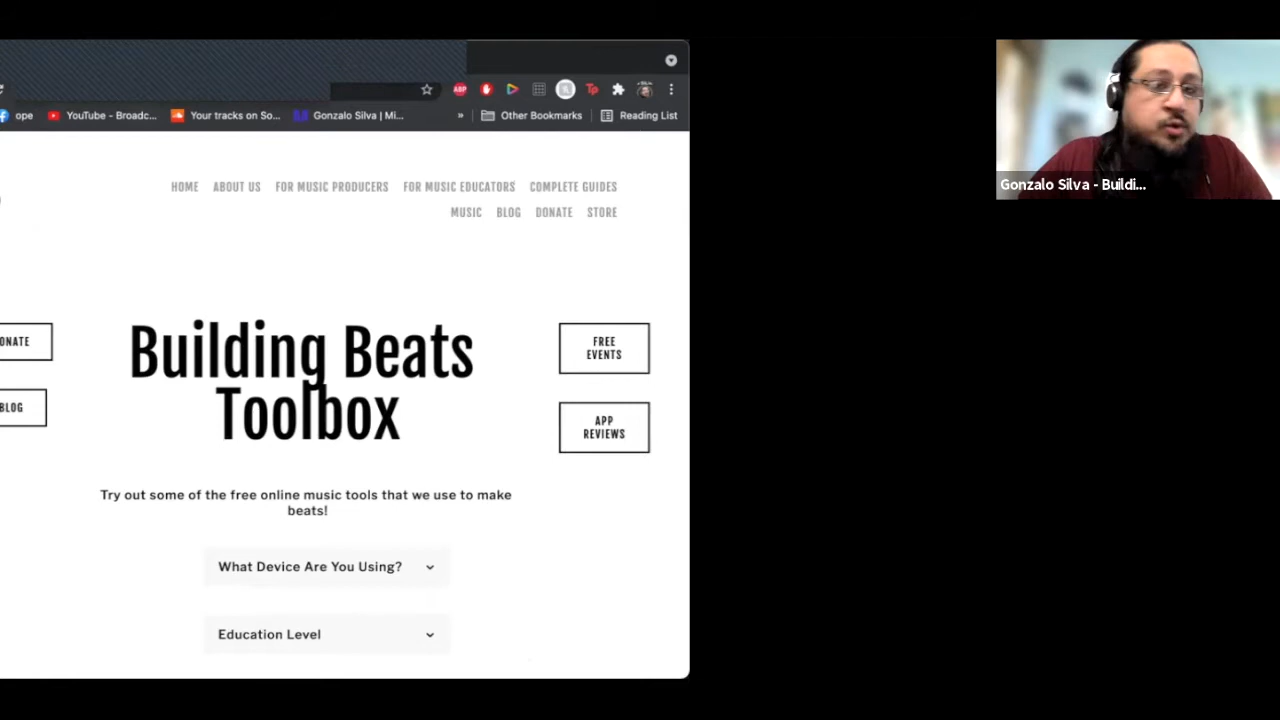 ope YouTube - Broadc... Your tracks on So... Gonzalo Silva | Mi... » Other Bookmarks Reading List
HOME ABOUT US FOR MUSIC PRODUCERS FOR MUSIC EDUCATORS COMPLETE GUIDES
MUSIC BLOG DONATE STORE
ONATE
BLOG
Building Beats
Toolbox
FREE
EVENTS
APP
REVIEWS
Try out some of the free online music tools that we use to make
beats!
What Device Are You Using?
Education Level
Gonzalo Silva - Buildi...
ABP
Tp